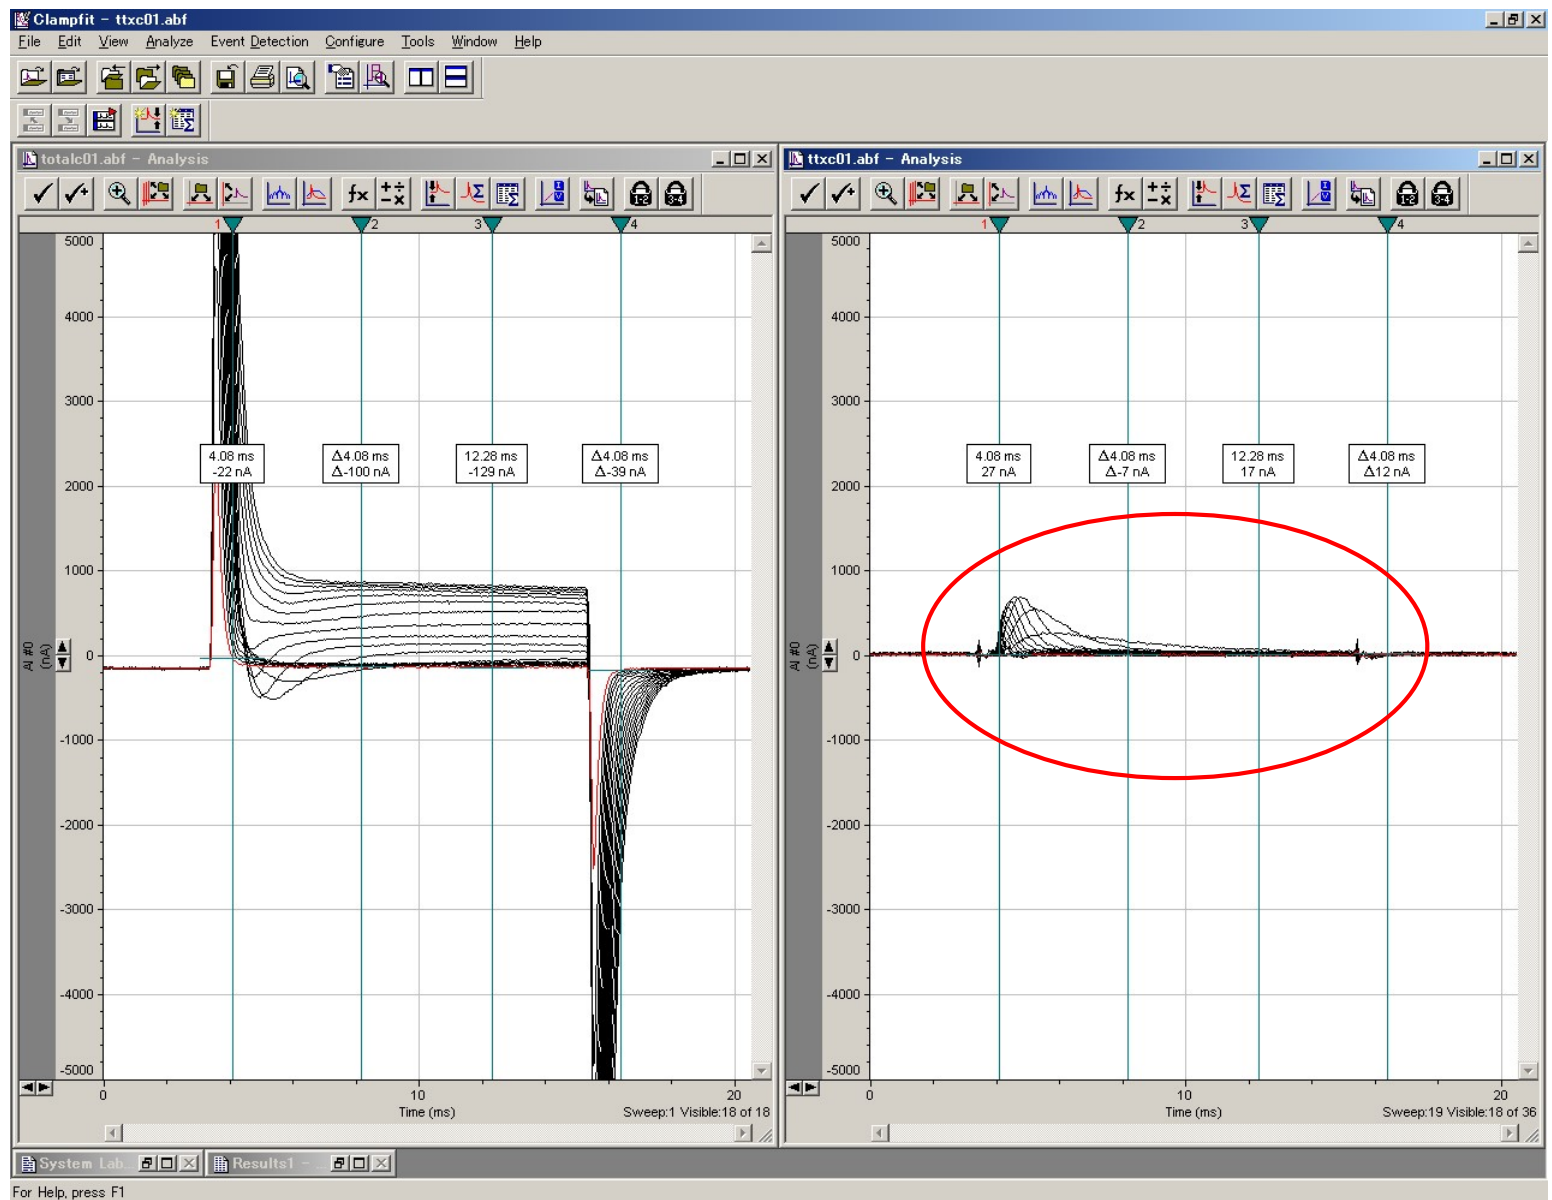 Clampfit - ttxc01.abf
File Edit View Analyze Event Detection Configure Tools Window Help
totalc01.abf - Analysis
1 2 3 4
5000
4000
3000
2000
1000
0
-1000
-2000
-3000
-4000
-5000
AI #0
(nA)
4.08 ms
-22 nA
Δ4.08 ms
Δ-100 nA
12.28 ms
-129 nA
Δ4.08 ms
Δ-39 nA
0 10 20
Time (ms)
Sweep:1 Visible:18 of 18
ttxc01.abf - Analysis
1 2 3 4
5000
4000
3000
2000
1000
0
-1000
-2000
-3000
-4000
-5000
AI #0
(nA)
4.08 ms
27 nA
Δ4.08 ms
Δ-7 nA
12.28 ms
17 nA
Δ4.08 ms
Δ12 nA
0 10 20
Time (ms)
Sweep:19 Visible:18 of 36
System Lab...
Results1 - ...
For Help, press F1